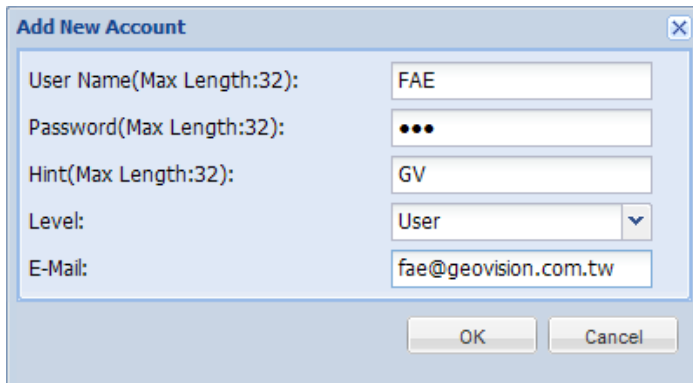 Add New Account
User Name(Max Length:32): FAE
Password(Max Length:32): •••
Hint(Max Length:32): GV
Level: User
E-Mail: fae@geovision.com.tw
OK Cancel